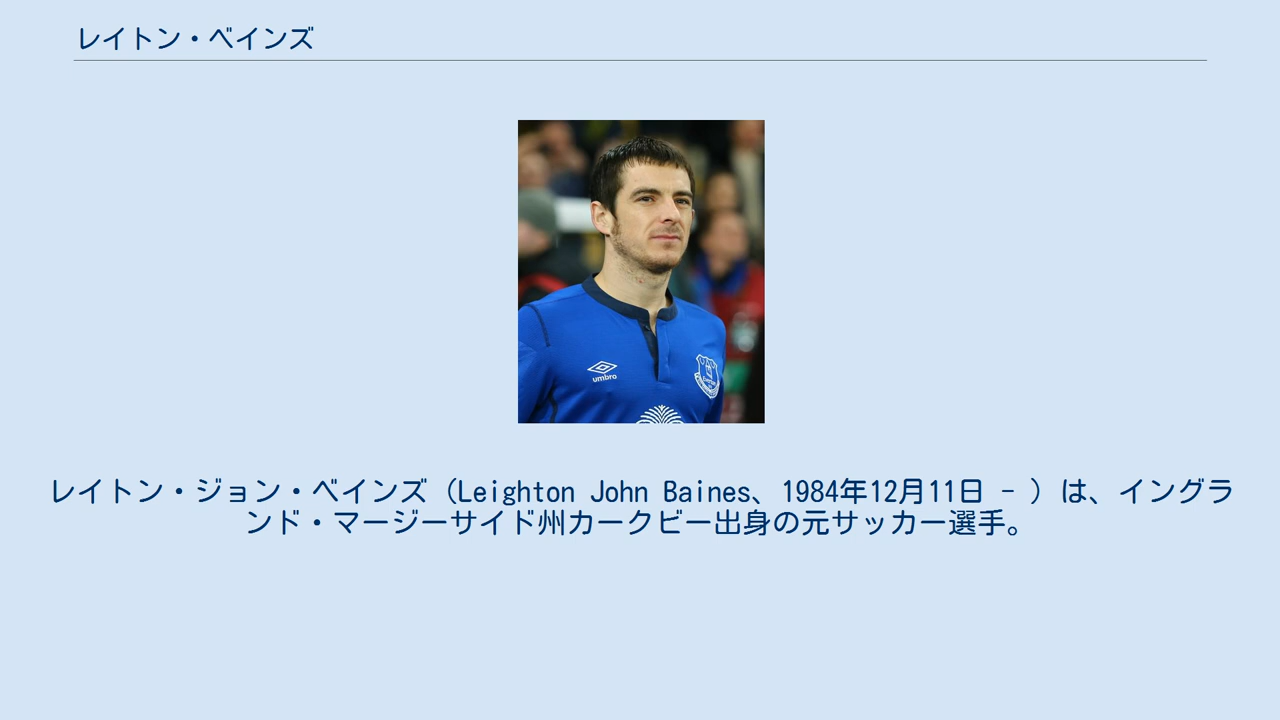 レイトン・ベインズ
umbro
Everton
レイトン・ジョン・ベインズ（Leighton John Baines、1984年12月11日 - ）は、イングラ
ンド・マージーサイド州カークビー出身の元サッカー選手。